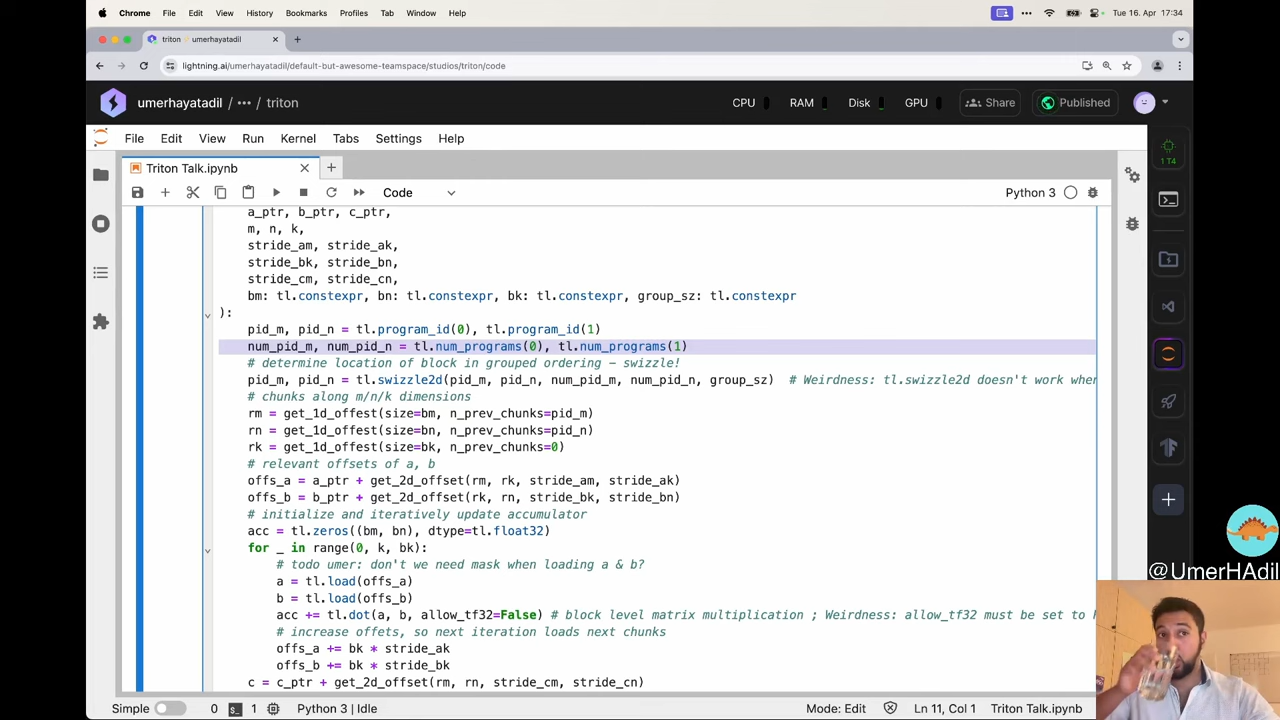 Chrome File Edit View History Bookmarks Profiles Tab Window Help Tue 16. Apr 17:34
triton umerhayatadil
lightning.ai/umerhayatadil/default-but-awesome-teamspace/studios/triton/code
umerhayatadil / ••• / triton CPU RAM Disk GPU Share Published
File Edit View Run Kernel Tabs Settings Help
1 T4
Triton Talk.ipynb
Code Python 3
a_ptr, b_ptr, c_ptr,
m, n, k,
stride_am, stride_ak,
stride_bk, stride_bn,
stride_cm, stride_cn,
bm: tl.constexpr, bn: tl.constexpr, bk: tl.constexpr, group_sz: tl.constexpr
):
pid_m, pid_n = tl.program_id(0), tl.program_id(1)
num_pid_m, num_pid_n = tl.num_programs(0), tl.num_programs(1)
# determine location of block in grouped ordering - swizzle!
pid_m, pid_n = tl.swizzle2d(pid_m, pid_n, num_pid_m, num_pid_n, group_sz) # Weirdness: tl.swizzle2d doesn't work when
# chunks along m/n/k dimensions
rm = get_1d_offest(size=bm, n_prev_chunks=pid_m)
rn = get_1d_offest(size=bn, n_prev_chunks=pid_n)
rk = get_1d_offest(size=bk, n_prev_chunks=0)
# relevant offsets of a, b
offs_a = a_ptr + get_2d_offset(rm, rk, stride_am, stride_ak)
offs_b = b_ptr + get_2d_offset(rk, rn, stride_bk, stride_bn)
# initialize and iteratively update accumulator
acc = tl.zeros((bm, bn), dtype=tl.float32)
for _ in range(0, k, bk):
# todo umer: don't we need mask when loading a & b?
a = tl.load(offs_a)
b = tl.load(offs_b)
acc += tl.dot(a, b, allow_tf32=False) # block level matrix multiplication ; Weirdness: allow_tf32 must be set to
# increase offets, so next iteration loads next chunks
offs_a += bk * stride_ak
offs_b += bk * stride_bk
c = c_ptr + get_2d_offset(rm, rn, stride_cm, stride_cn)
@UmerHAdil
Simple 0 1 Python 3 | Idle Mode: Edit Ln 11, Col 1 Triton Talk.ipynb